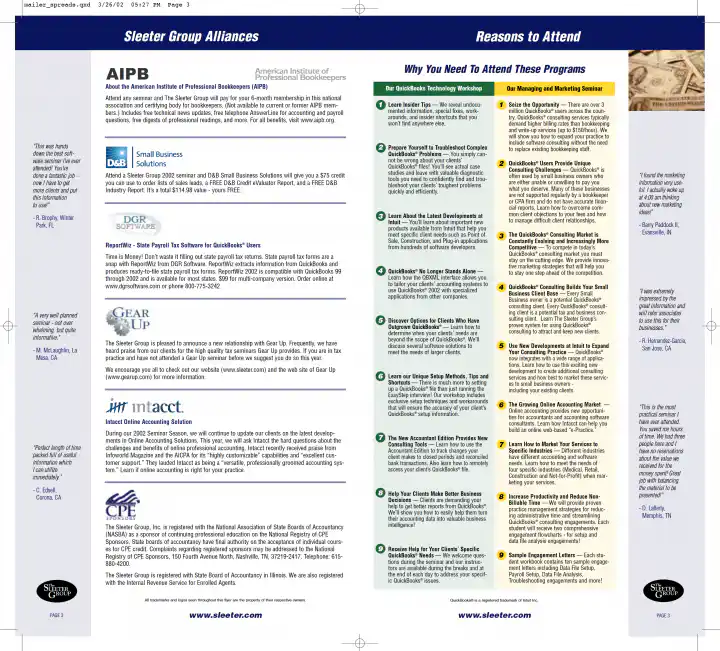 mailer_spreads.qxd 3/26/02 05:27 PM Page 3
Sleeter Group Alliances
"This was hands
down the best soft-
ware seminar I've ever
attended! You've
done a fantastic job –
now I have to get
more clients and put
this information
to use!"
- R. Brophy, Winter
Park, FL
"A very well planned
seminar - not over
whelming, but quite
informative."
- M. McLaughlin, La
Mesa, CA
"Perfect length of time
packed full of useful
information which
I can utilize
immediately."
- C. Edsell,
Corona, CA
THE
SLEETER
GROUP
PAGE 3
AIPB
American Institute of
Professional Bookkeepers
About the American Institute of Professional Bookkeepers (AIPB)
Attend any seminar and The Sleeter Group will pay for your 6-month membership in this national
association and certifying body for bookkeepers. (Not available to current or former AIPB mem-
bers.) Includes free technical news updates, free telephone AnswerLine for accounting and payroll
questions, free digests of professional readings, and more. For all benefits, visit www.aipb.org.
D&B
Small Business
Solutions
Attend a Sleeter Group 2002 seminar and D&B Small Business Solutions will give you a $75 credit
you can use to order lists of sales leads, a FREE D&B Credit eValuator Report, and a FREE D&B
Industry Report. It's a total $114.98 value - yours FREE.
DGR
SOFTWARE
ReportWiz - State Payroll Tax Software for QuickBooks® Users
Time is Money! Don't waste it filling out state payroll tax returns. State payroll tax forms are a
snap with ReportWiz from DGR Software. ReportWiz extracts information from QuickBooks and
produces ready-to-file state payroll tax forms. ReportWiz 2002 is compatible with QuickBooks 99
through 2002 and is available for most states. $99 for multi-company version. Order online at
www.dgrsoftware.com or phone 800-775-3242
GEAR
UP
The Sleeter Group is pleased to announce a new relationship with Gear Up. Frequently, we have
heard praise from our clients for the high quality tax seminars Gear Up provides. If you are in tax
practice and have not attended a Gear Up seminar before we suggest you do so this year.
We encourage you all to check out our website (www.sleeter.com) and the web site of Gear Up
(www.gearup.com) for more information.
intacct.
Intacct Online Accounting Solution
During our 2002 Seminar Season, we will continue to update our clients on the latest develop-
ments in Online Accounting Solutions. This year, we will ask Intacct the hard questions about the
challenges and benefits of online professional accounting. Intacct recently received praise from
Infoworld Magazine and the AICPA for its "highly customizable" capabilities and "excellent cus-
tomer support." They lauded Intacct as being a "versatile, professionally groomed accounting sys-
tem." Learn if online accounting is right for your practice.
CPE
SPONSORS
The Sleeter Group, Inc. is registered with the National Association of State Boards of Accountancy
(NASBA) as a sponsor of continuing professional education on the National Registry of CPE
Sponsors. State boards of accountancy have final authority on the acceptance of individual cours-
es for CPE credit. Complaints regarding registered sponsors may be addressed to the National
Registry of CPE Sponsors, 150 Fourth Avenue North, Nashville, TN, 37219-2417. Telephone: 615-
880-4200.
The Sleeter Group is registered with State Board of Accountancy in Illinois. We are also registered
with the Internal Revenue Service for Enrolled Agents.
All trademarks and logos seen throughout this flier are the property of their respective owners
www.sleeter.com
Reasons to Attend
Why You Need To Attend These Programs
Our QuickBooks Technology Workshop
1 Learn Insider Tips — We reveal undocu-
mented information, special fixes, work-
arounds, and insider shortcuts that you
won't find anywhere else.
2 Prepare Yourself to Troubleshoot Complex
QuickBooks® Problems — You simply can-
not be wrong about your clients'
QuickBooks® files! You'll see actual case
studies and leave with valuable diagnostic
tools you need to confidently find and trou-
bleshoot your clients' toughest problems
quickly and efficiently.
3 Learn About the Latest Developments at
Intuit — You'll learn about important new
products available from Intuit that help you
meet specific client needs such as Point of
Sale, Construction, and Plug-in applications
from hundreds of software developers.
4 QuickBooks® No Longer Stands Alone —
Learn how the QBXML interface allows you
to tailor your clients' accounting systems to
use QuickBooks® 2002 with specialized
applications from other companies.
5 Discover Options for Clients Who Have
Outgrown QuickBooks® — Learn how to
determine when your clients' needs are
beyond the scope of QuickBooks®. We'll
discuss several software solutions to
meet the needs of larger clients.
6 Learn our Unique Setup Methods, Tips and
Shortcuts — There is much more to setting
up a QuickBooks® file than just running the
EasyStep interview! Our workshop includes
exclusive setup techniques and workarounds
that will ensure the accuracy of your client's
QuickBooks® setup information.
7 The New Accountant Edition Provides New
Consulting Tools — Learn how to use the
Accountant Edition to track changes your
client makes to closed periods and reconciled
bank transactions. Also learn how to remotely
access your client's QuickBooks® file.
8 Help Your Clients Make Better Business
Decisions — Clients are demanding your
help to get better reports from QuickBooks®.
We'll show you how to easily help them turn
their accounting data into valuable business
intelligence!
9 Receive Help for Your Clients' Specific
QuickBooks® Needs — We welcome ques-
tions during the seminar and our instruc-
tors are available during the breaks and at
the end of each day to address your specif-
ic QuickBooks® issues.
Our Managing and Marketing Seminar
1 Seize the Opportunity — There are over 3
million QuickBooks® users across the coun-
try. QuickBooks® consulting services typically
demand higher billing rates than bookkeeping
and write-up services (up to $150/hour). We
will show you how to expand your practice to
include software consulting without the need
to replace existing bookkeeping staff.
2 QuickBooks® Users Provide Unique
Consulting Challenges — QuickBooks® is
often used by small business owners who
are either unable or unwilling to pay you
what you deserve. Many of these businesses
are not supported regularly by a bookkeeper
or CPA firm and do not have accurate finan-
cial reports. Learn how to overcome com-
mon client objections to your fees and how
to manage difficult client relationships.
3 The QuickBooks® Consulting Market is
Constantly Evolving and Increasingly More
Competitive — To compete in today's
QuickBooks® consulting market you must
stay on the cutting edge. We provide innova-
tive marketing strategies that will help you
to stay one step ahead of the competition.
4 QuickBooks® Consulting Builds Your Small
Business Client Base — Every Small
Business owner is a potential QuickBooks®
consulting client. Every QuickBooks® consult-
ing client is a potential tax and business con-
sulting client. Learn The Sleeter Group's
proven system for using QuickBooks®
consulting to attract and keep new clients.
5 Use New Developments at Intuit to Expand
Your Consulting Practice — QuickBooks®
now integrates with a wide range of applica-
tions. Learn how to use this exciting new
development to create additional consulting
services and how best to market these servic-
es to small business owners -
including your existing clients.
6 The Growing Online Accounting Market —
Online accounting provides new opportuni-
ties for accountants and accounting software
consultants. Learn how Intacct can help you
build an online web-based "e-Practice."
7 Learn How to Market Your Services to
Specific Industries — Different industries
have different accounting and software
needs. Learn how to meet the needs of
four specific industries (Medical, Retail,
Construction and Not-for-Profit) when mar-
keting your services.
8 Increase Productivity and Reduce Non-
Billable Time — We will provide proven
practice management strategies for reduc-
ing administrative time and streamlining
QuickBooks® consulting engagements. Each
student will receive two comprehensive
engagement flowcharts - for setup and
data file analysis engagements!
9 Sample Engagement Letters — Each stu-
dent workbook contains ten sample engage-
ment letters including Data File Setup,
Payroll Setup, Data File Analysis,
Troubleshooting engagements and more!
QuickBooks® is a registered trademark of Intuit Inc.
www.sleeter.com
"I found the marketing
information very use-
ful. I actually woke up
at 4:00 am thinking
about new marketing
ideas!"
- Barry Paddock II,
Evansville, IN
"I was extremely
impressed by the
great information and
will refer associates
to use this for their
businesses."
- R. Hernandez-Garcia,
San Jose, CA
"This is the most
practical seminar I
have ever attended.
You saved me hours
of time. We lost three
people here and I
have no reservations
about the value we
received for the
money spent! Great
job with balancing
the material to be
presented!"
- D. Lafferty,
Memphis, TN
THE
SLEETER
GROUP
PAGE 3